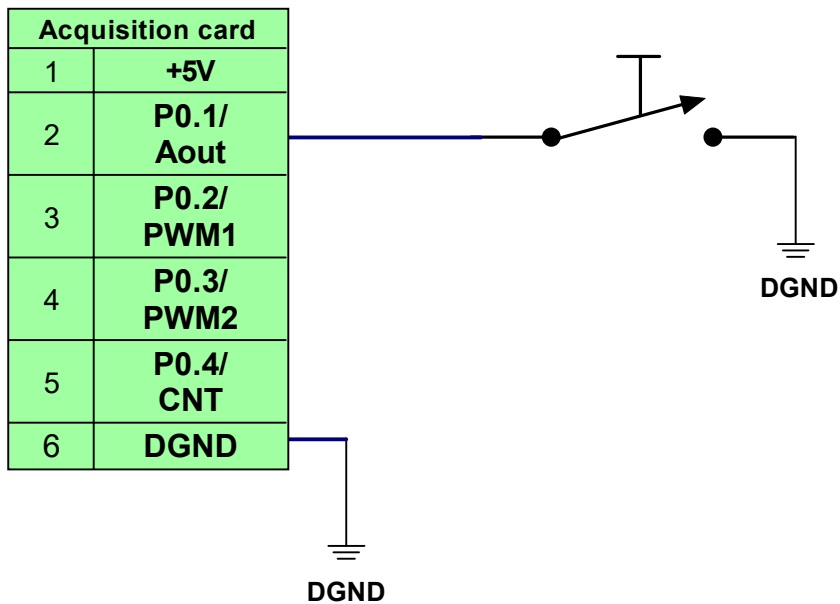 Acquisition card
1 +5V
2 P0.1/
Aout
3 P0.2/
PWM1
4 P0.3/
PWM2
5 P0.4/
CNT
6 DGND
DGND
DGND